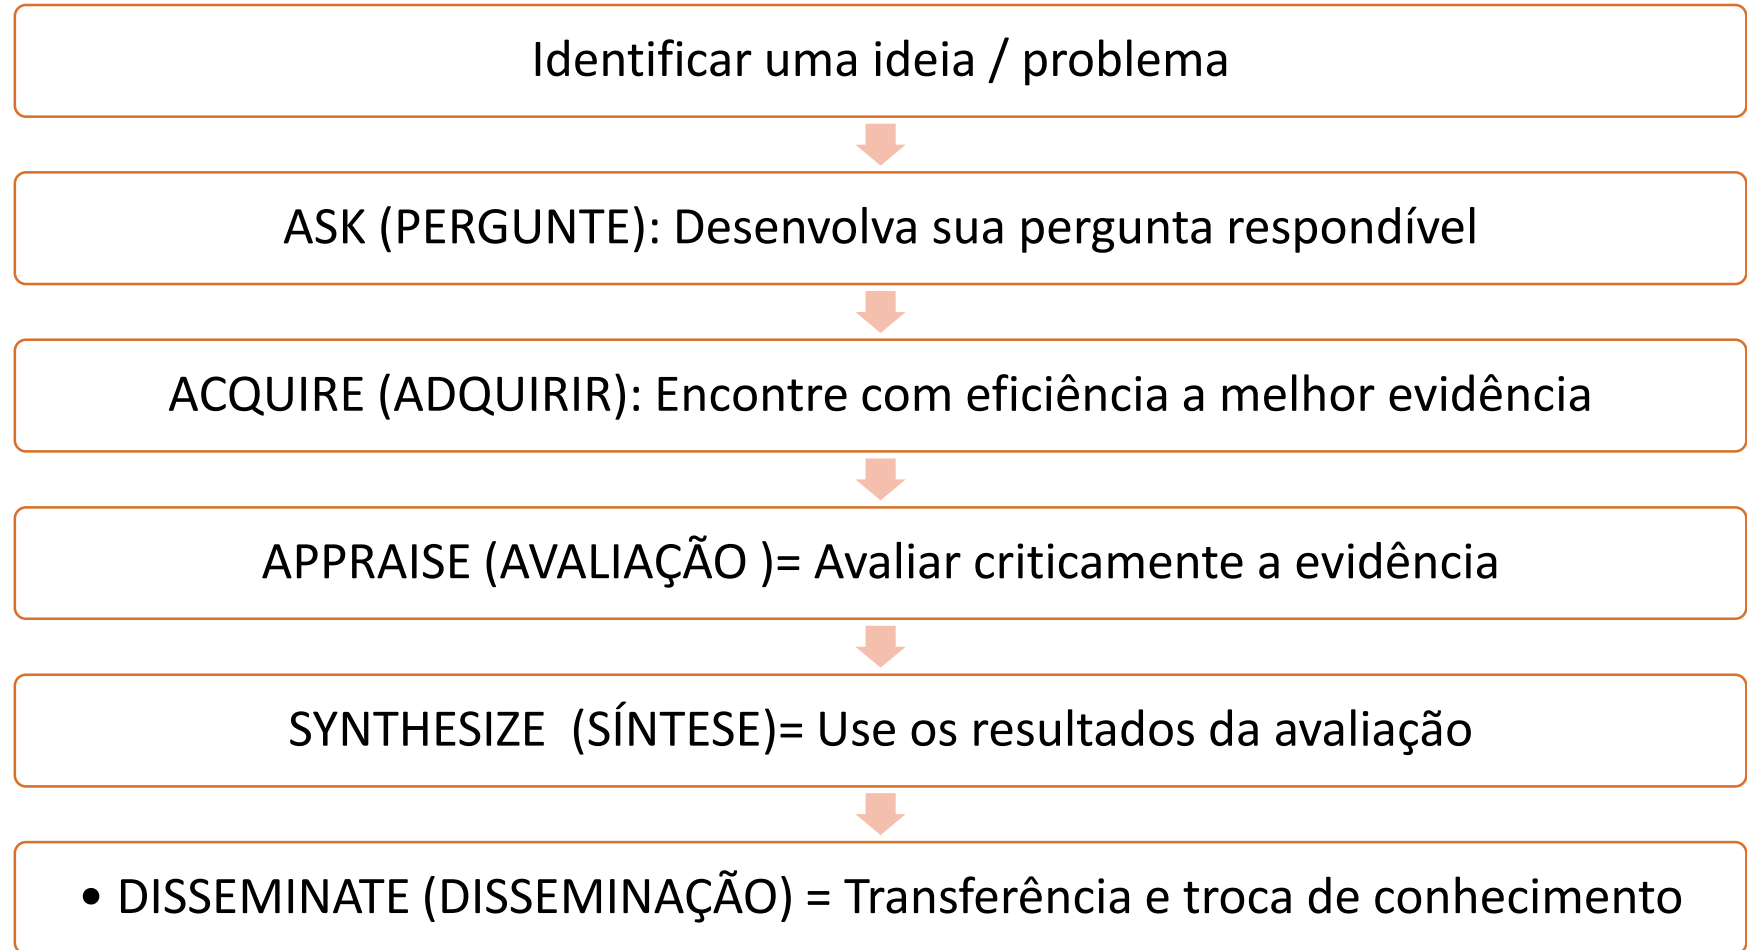 Identificar uma ideia / problema
ASK (PERGUNTE): Desenvolva sua pergunta respondível
ACQUIRE (ADQUIRIR): Encontre com eficiência a melhor evidência
APPRAISE (AVALIAÇÃO )= Avaliar criticamente a evidência
SYNTHESIZE  (SÍNTESE)= Use os resultados da avaliação
• DISSEMINATE (DISSEMINAÇÃO) = Transferência e troca de conhecimento